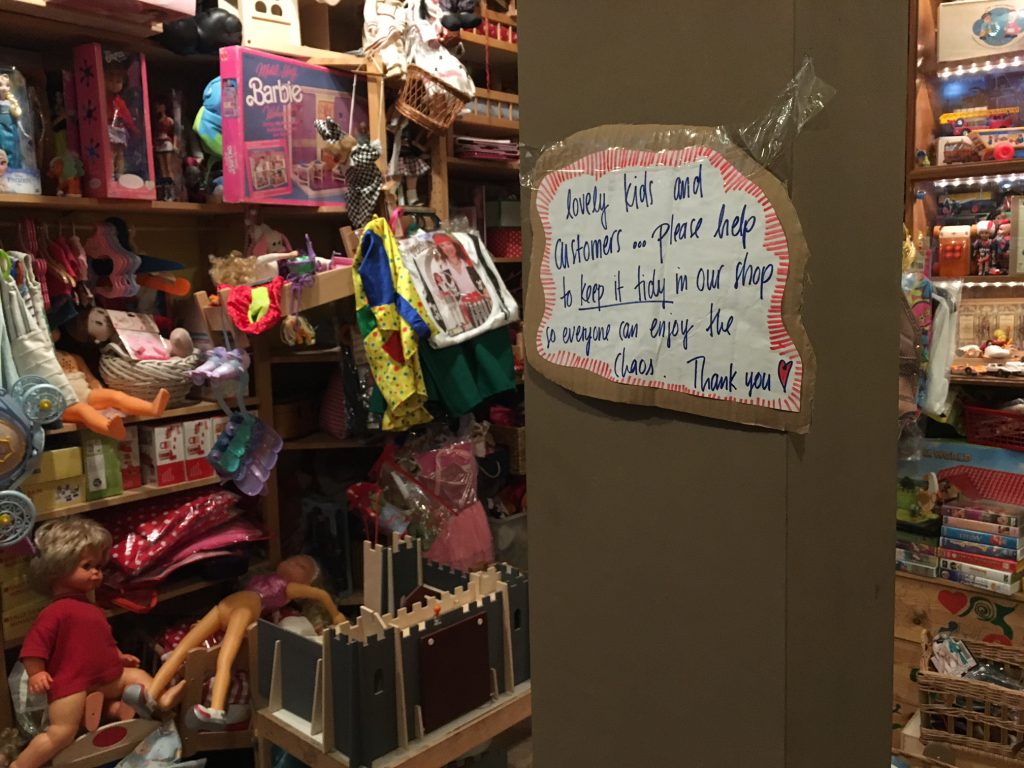 Barbie
Barbie
lovely kids and
customers ... please help
to keep it tidy in our shop
so everyone can enjoy the
chaos. Thank you